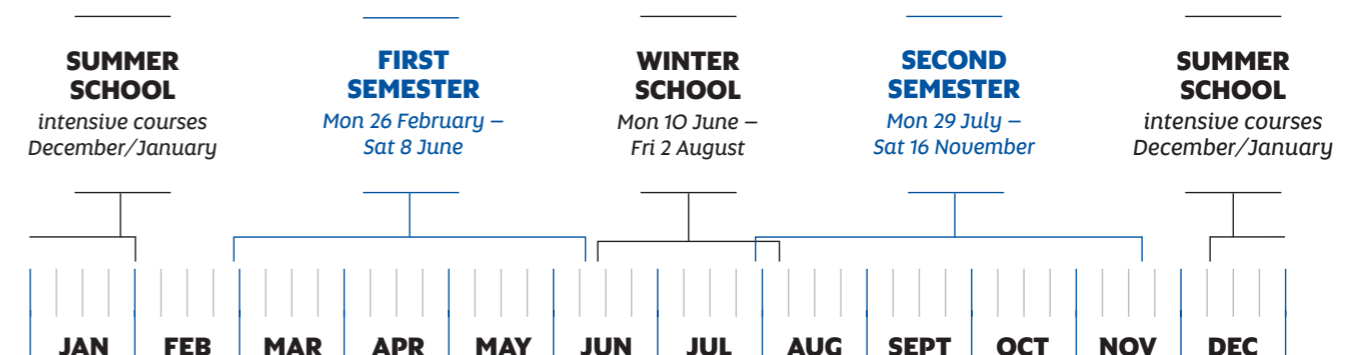 SUMMER
SCHOOL
intensive courses
December/January
FIRST
SEMESTER
Mon 26 February –
Sat 8 June
WINTER
SCHOOL
Mon 10 June –
Fri 2 August
SECOND
SEMESTER
Mon 29 July –
Sat 16 November
SUMMER
SCHOOL
intensive courses
December/January
JAN FEB MAR APR MAY JUN JUL AUG SEPT OCT NOV DEC